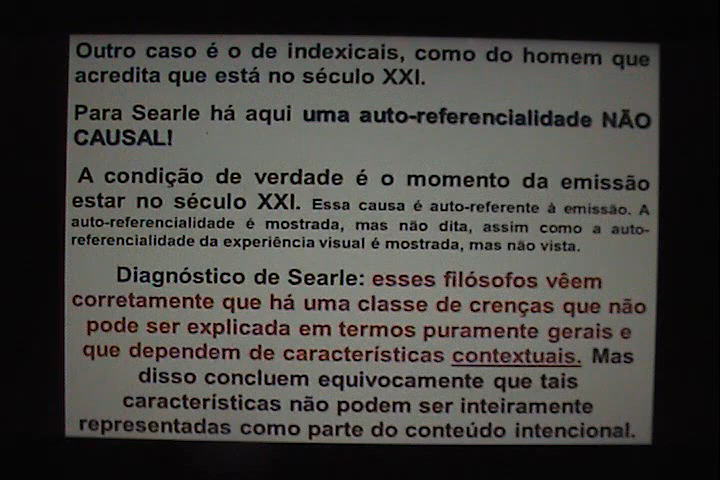 Outro caso é o de indexicais, como do homem que
acredita que está no século XXI.
Para Searle há aqui uma auto-referencialidade NÃO
CAUSAL!
A condição de verdade é o momento da emissão
estar no século XXI. Essa causa é auto-referente à emissão. A
auto-referencialidade é mostrada, mas não dita, assim como a auto-
referencialidade da experiência visual é mostrada, mas não vista.
Diagnóstico de Searle: esses filósofos vêem
corretamente que há uma classe de crenças que não
pode ser explicada em termos puramente gerais e
que dependem de características contextuais. Mas
disso concluem equivocamente que tais
características não podem ser inteiramente
representadas como parte do conteúdo intencional.